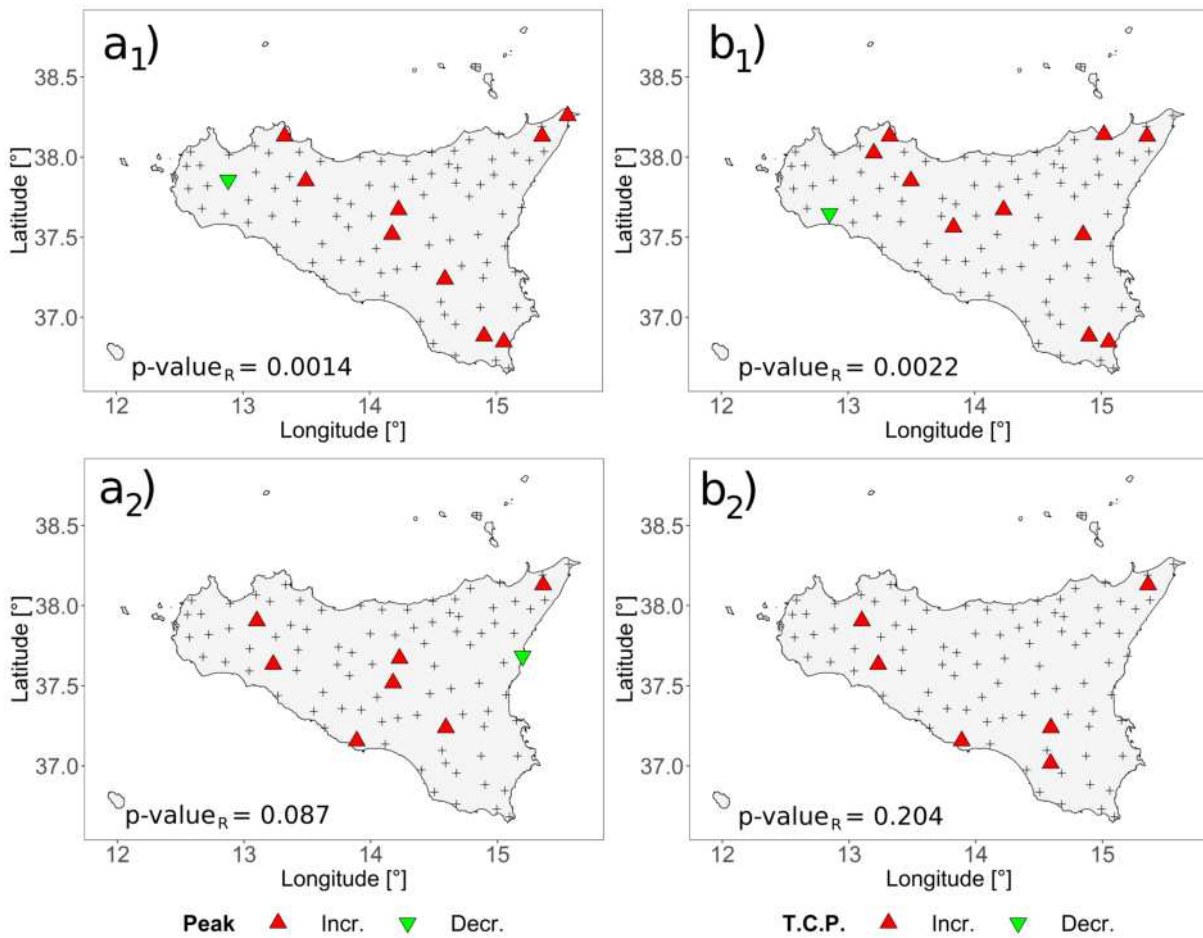 a1)
38.5
38.0
37.5
37.0
Latitude [°]
p-valueR = 0.0014
12 13 14 15
Longitude [°]
b1)
38.5
38.0
37.5
37.0
Latitude [°]
p-valueR = 0.0022
12 13 14 15
Longitude [°]
a2)
38.5
38.0
37.5
37.0
Latitude [°]
p-valueR = 0.087
12 13 14 15
Longitude [°]
b2)
38.5
38.0
37.5
37.0
Latitude [°]
p-valueR = 0.204
12 13 14 15
Longitude [°]
Peak ▲ Incr. ▼ Decr.
T.C.P. ▲ Incr. ▼ Decr.